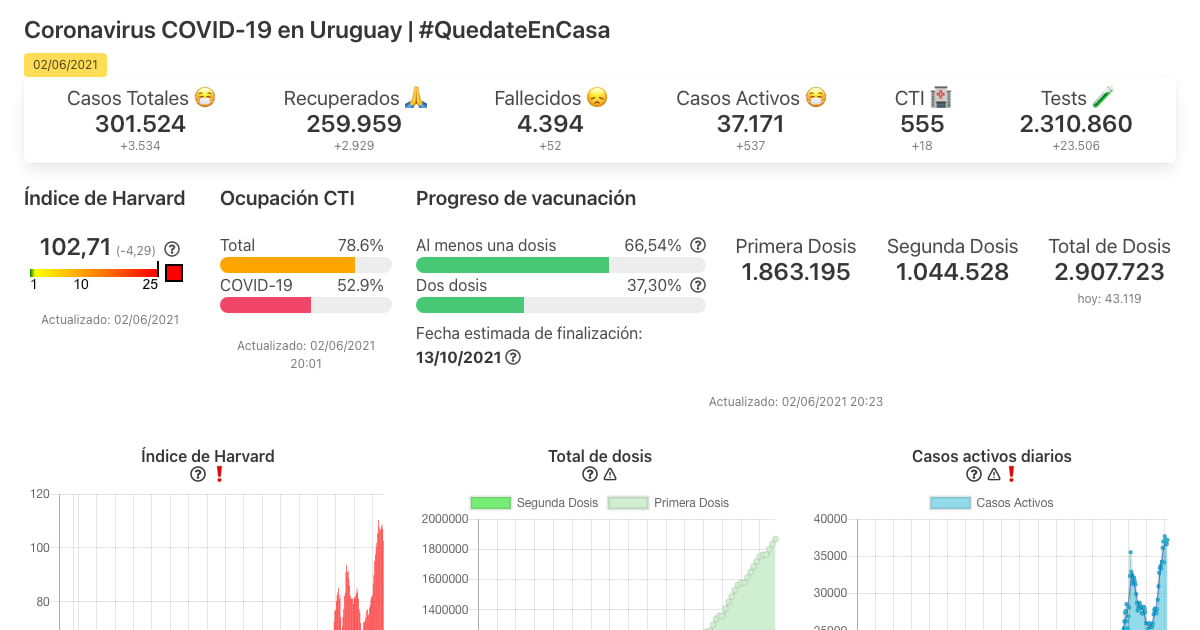 Coronavirus COVID-19 en Uruguay | #QuedateEnCasa
02/06/2021
Casos Totales 😷
301.524
+3.534
Recuperados 🙏
259.959
+2.929
Fallecidos 😞
4.394
+52
Casos Activos 😷
37.171
+537
CTI 🏥
555
+18
Tests 🧪
2.310.860
+23.506
Índice de Harvard
102,71 (-4,29) ?
1 10 25
Actualizado: 02/06/2021
Ocupación CTI
Total 78.6%
COVID-19 52.9%
Actualizado: 02/06/2021
20:01
Progreso de vacunación
Al menos una dosis 66,54% ?
Dos dosis 37,30% ?
Fecha estimada de finalización:
13/10/2021 ?
Primera Dosis
1.863.195
Segunda Dosis
1.044.528
Total de Dosis
2.907.723
hoy: 43.119
Actualizado: 02/06/2021 20:23
Índice de Harvard
? ❗
120
100
80
Total de dosis
? ⚠
Segunda Dosis Primera Dosis
2000000
1800000
1600000
1400000
Casos activos diarios
? ⚠ ❗
Casos Activos
40000
35000
30000
25000